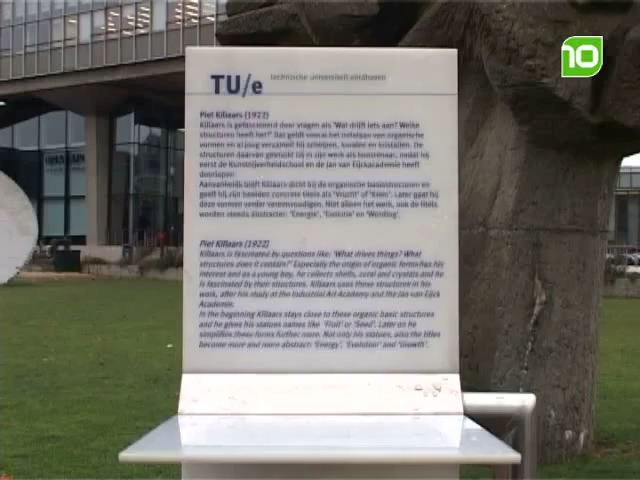 10
TU/e technische universiteit eindhoven
Piet Killaars (1922)
Killaars is gefascineerd door vragen als 'Wat drijft iets aan? Welke
structuren heeft het?' Dat geldt vooral het ontstaan van organische
vormen en al jong verzamelt hij schelpen, koralen en kristallen. De
structuren daarvan gebruikt hij in zijn werk als kunstenaar, nadat hij
eerst de Kunstnijverheidschool en de Jan van Eijckacademie heeft
doorlopen.
Aanvankelijk blijft Killaars dicht bij de organische basisstructuren en
geeft hij zijn beelden concrete titels als 'Vrucht' of 'Kiem'. Later gaat hij
deze vormen verder vereenvoudigen. Niet alleen het werk, ook de titels
worden steeds abstracter: 'Energie', 'Evolutie' en 'Wording'.
Piet Killaars (1922)
Killaars is fascinated by questions like: 'What drives things? What
structures does it contain?' Especially the origin of organic forms has his
interest and as a young boy, he collects shells, coral and crystals and he
is fascinated by their structures. Killaars uses these structures in his
work, after his study at the Industrial Art Academy and the Jan van Eijck
Academie.
In the beginning Killaars stays close to these organic basic structures
and he gives his statues names like 'Fruit' or 'Seed'. Later on he
simplifies these forms further more. Not only his statues, also the titles
become more and more abstract: 'Energy', 'Evolution' and 'Growth'.